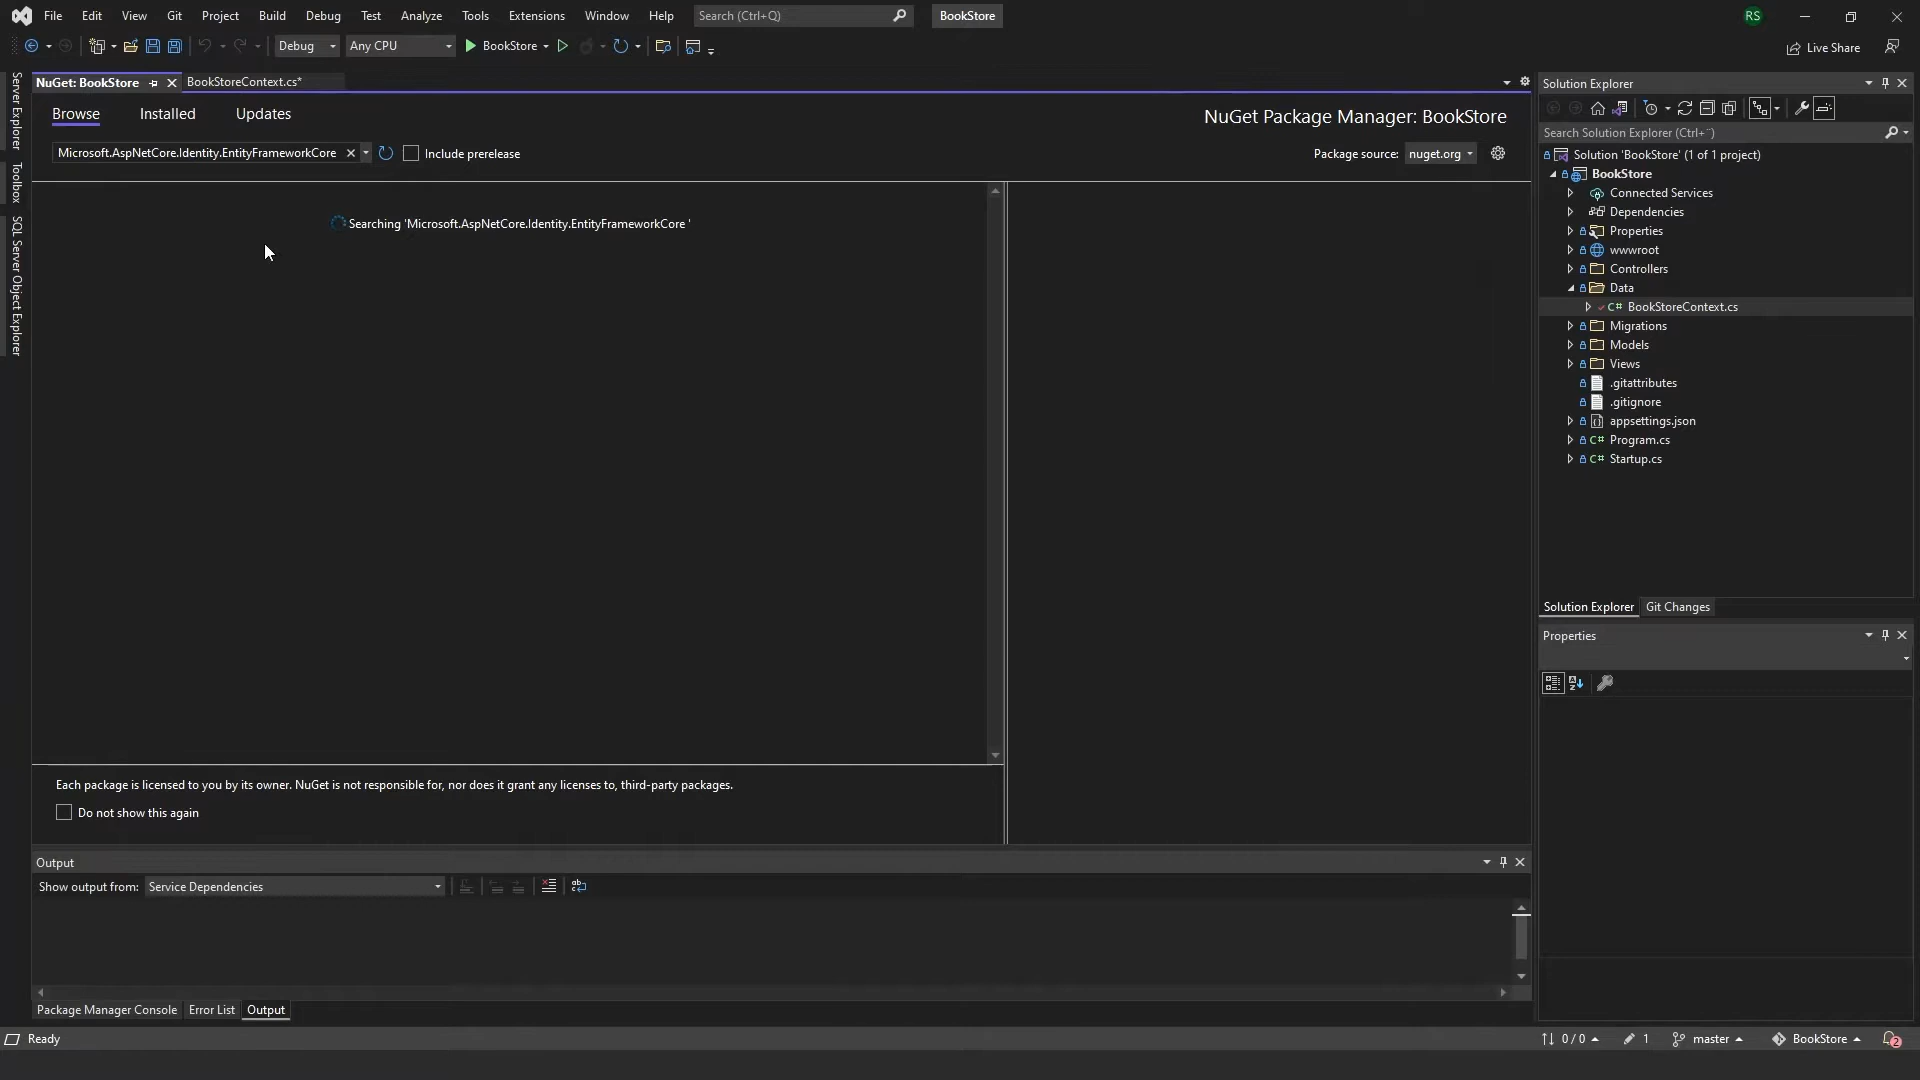 File Edit View Git Project Build Debug Test Analyze Tools Extensions Window Help Search (Ctrl+Q) BookStore RS
Debug Any CPU BookStore Live Share
Server Explorer
Toolbox
SQL Server Object Explorer
NuGet: BookStore BookStoreContext.cs*
Browse Installed Updates
NuGet Package Manager: BookStore
Microsoft.AspNetCore.Identity.EntityFrameworkCore Include prerelease
Package source: nuget.org
Searching 'Microsoft.AspNetCore.Identity.EntityFrameworkCore '
Each package is licensed to you by its owner. NuGet is not responsible for, nor does it grant any licenses to, third-party packages.
Do not show this again
Output
Show output from: Service Dependencies
Package Manager Console Error List Output
Solution Explorer
Search Solution Explorer (Ctrl+¨)
Solution 'BookStore' (1 of 1 project)
BookStore
Connected Services
Dependencies
Properties
wwwroot
Controllers
Data
C# BookStoreContext.cs
Migrations
Models
Views
.gitattributes
.gitignore
appsettings.json
C# Program.cs
C# Startup.cs
Solution Explorer Git Changes
Properties
Ready
0 / 0 1 master BookStore 2